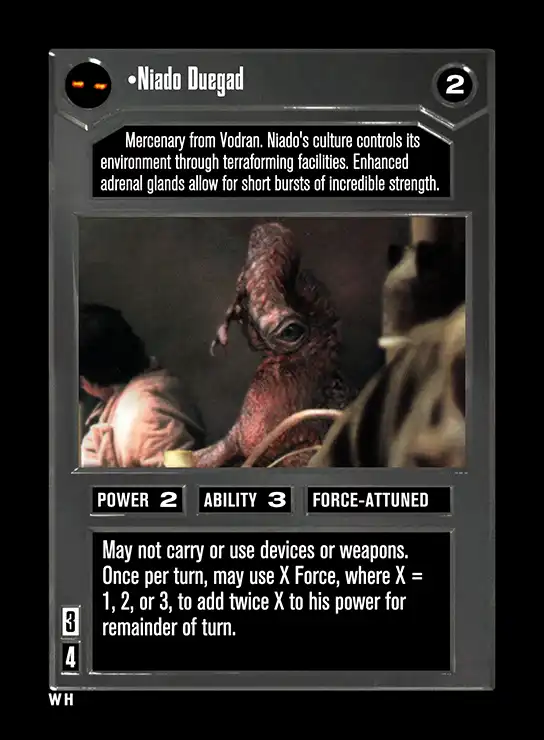 •Niado Duegad
2
Mercenary from Vodran. Niado's culture controls its
environment through terraforming facilities. Enhanced
adrenal glands allow for short bursts of incredible strength.
POWER 2 ABILITY 3 FORCE-ATTUNED
May not carry or use devices or weapons.
Once per turn, may use X Force, where X =
1, 2, or 3, to add twice X to his power for
remainder of turn.
3
4
WH